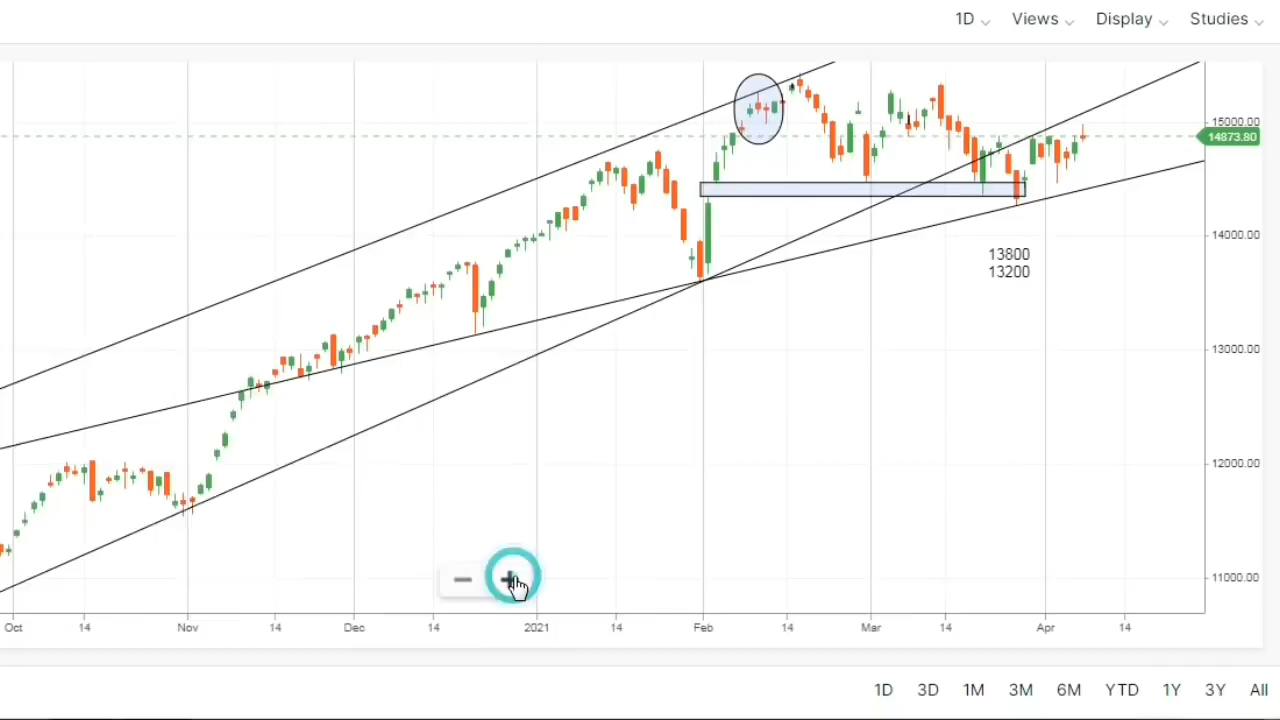 1D Views Display Studies
15000.00
14873.80
14000.00
13800
13200
13000.00
12000.00
11000.00
Oct 14 Nov 14 Dec 14 2021 14 Feb 14 Mar 14 Apr 14
1D 3D 1M 3M 6M YTD 1Y 3Y All